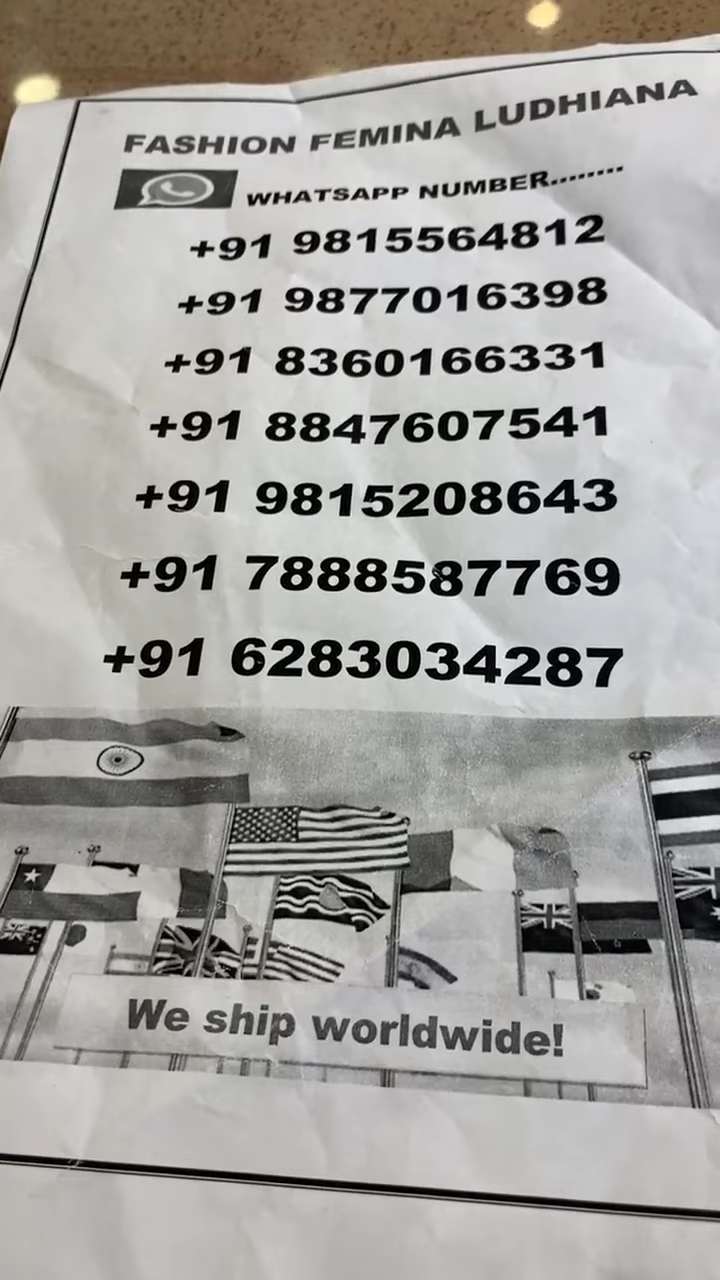 FASHION FEMINA LUDHIANA
WHATSAPP NUMBER........
+91 9815564812
+91 9877016398
+91 8360166331
+91 8847607541
+91 9815208643
+91 7888587769
+91 6283034287
We ship worldwide!